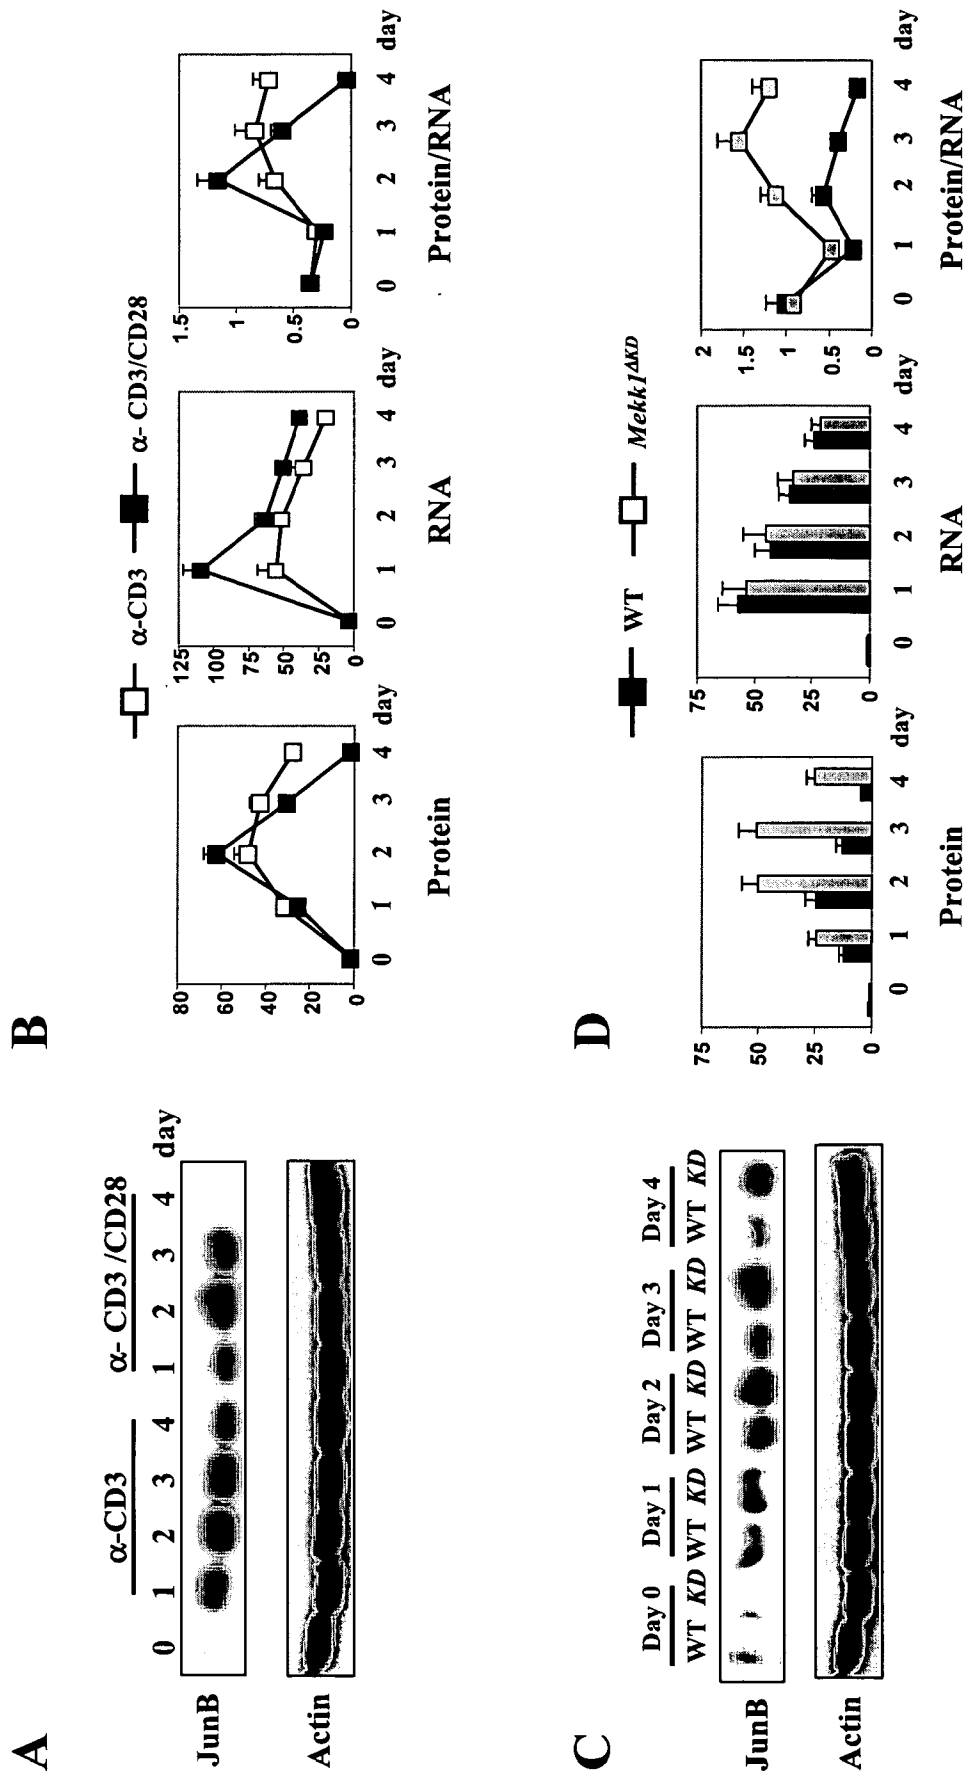 A
α-CD3 α- CD3 /CD28
0 1 2 3 4 1 2 3 4 day
JunB
Actin
B
α-CD3 α- CD3/CD28
80
60
40
20
0
0 1 2 3 4 day
Protein
125
100
75
50
25
0
0 1 2 3 4 day
RNA
1.5
1
0.5
0
0 1 2 3 4 day
Protein/RNA
C
Day 0 Day 1 Day 2 Day 3 Day 4
WT KD WT KD WT KD WT KD WT KD
JunB
Actin
D
WT Mekk1ΔKD
75
50
25
0
0 1 2 3 4 day
Protein
75
50
25
0
0 1 2 3 4 day
RNA
2
1.5
1
0.5
0
0 1 2 3 4 day
Protein/RNA